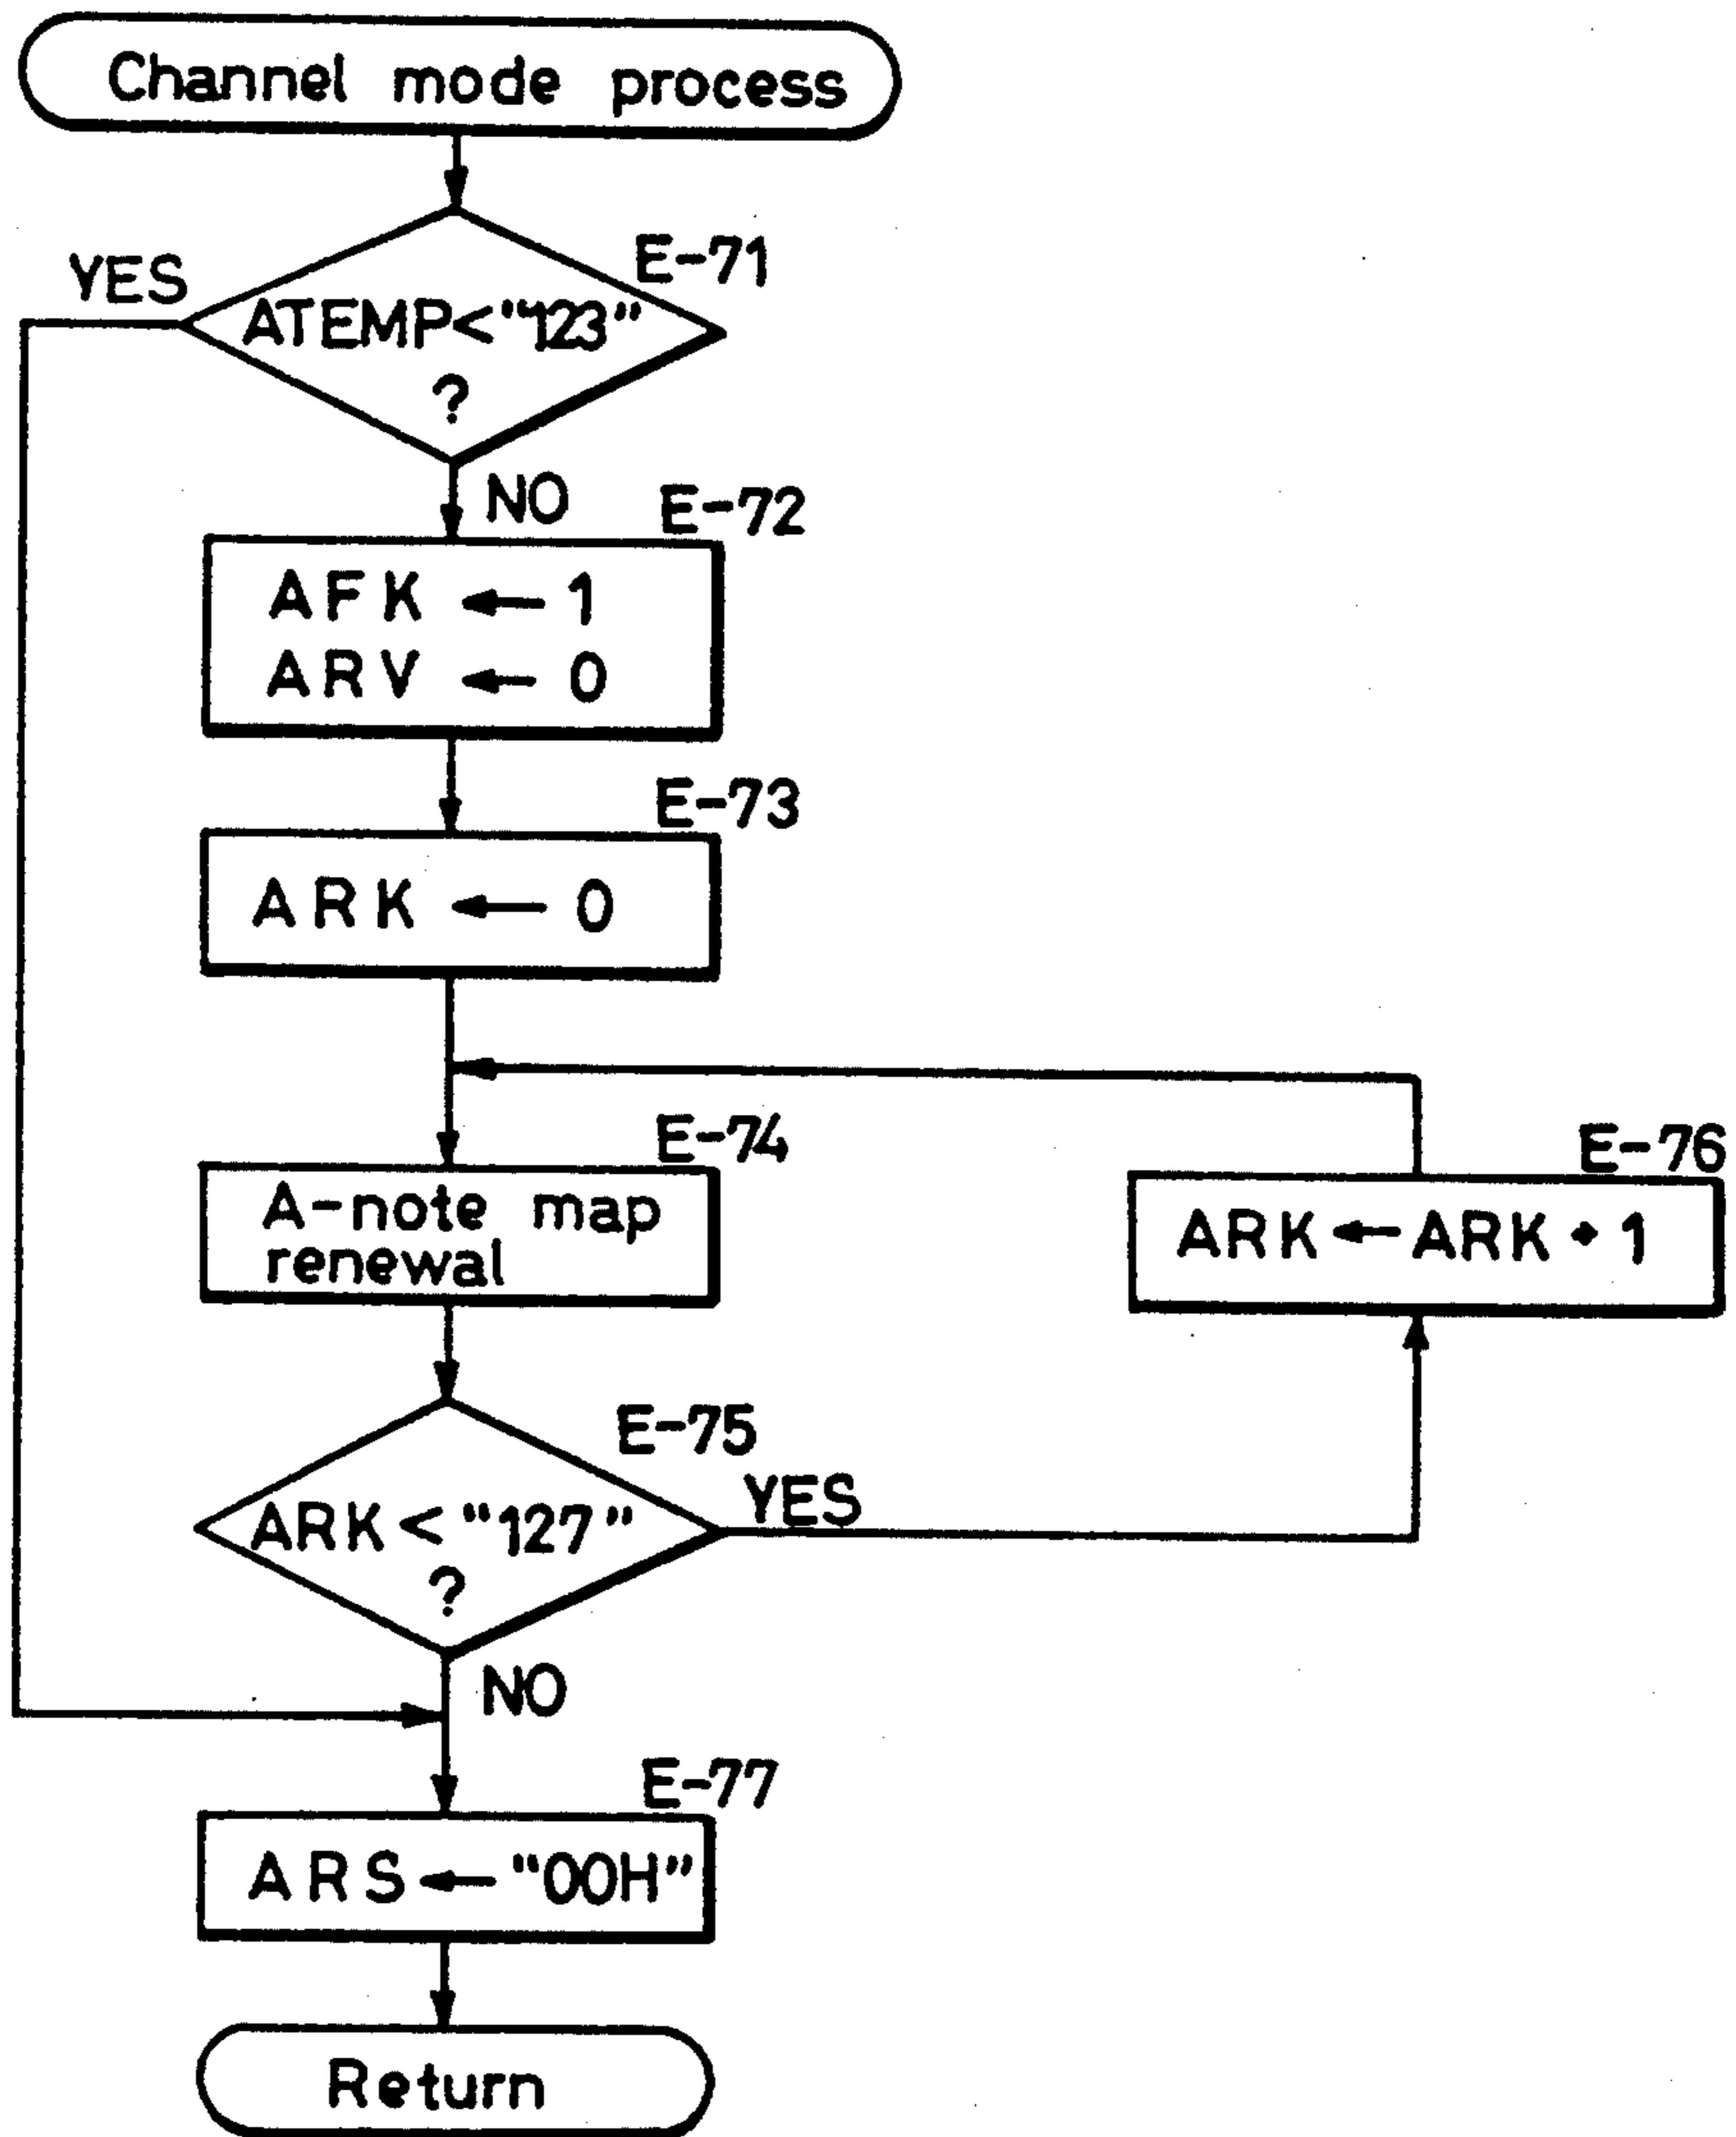 Channel mode process
E-71
YES
ATEMP<"123"
?
NO
E-72
AFK ← 1
ARV ← 0
E-73
ARK ← 0
E-74
A-note map
renewal
E-76
ARK ← ARK + 1
E-75
ARK < "127"
?
YES
NO
E-77
ARS ← "00H"
Return